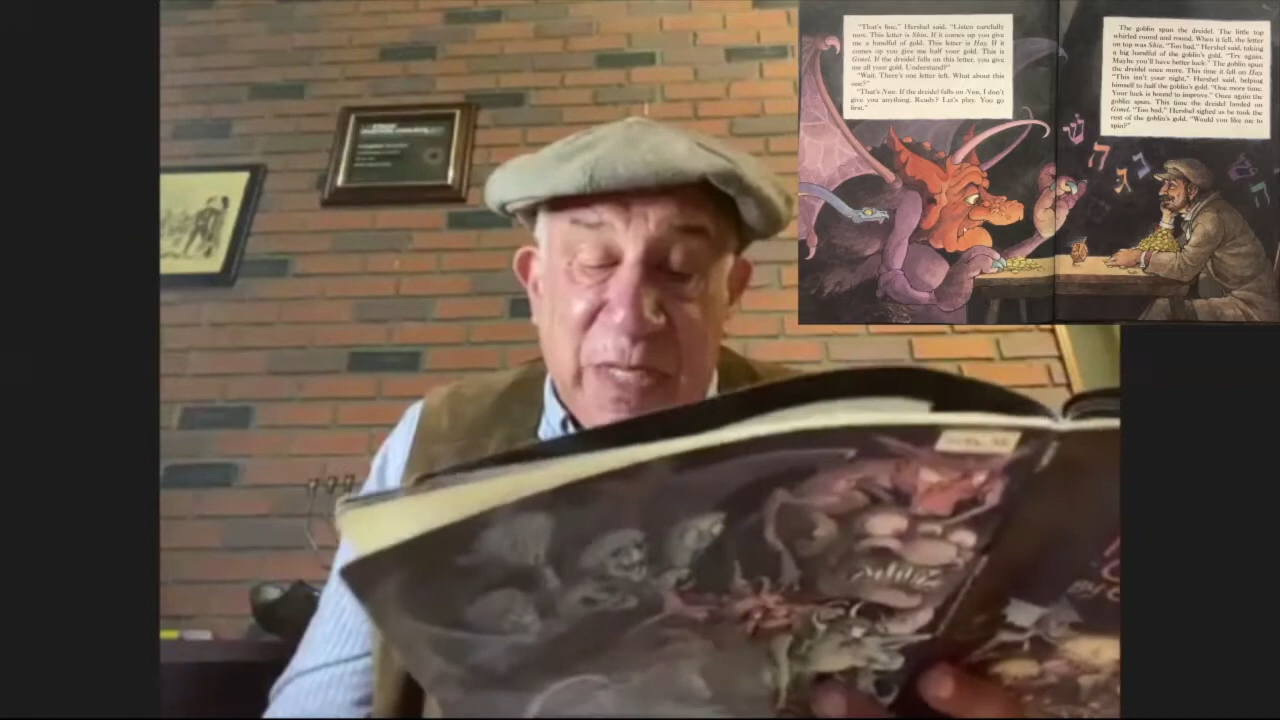 "That's fine," Hershel said. "Listen carefully
now. This letter is Shin. If it comes up you give
me a handful of gold. This letter is Hay. If it
comes up you give me half your gold. This is
Gimel. If the dreidel falls on this letter, you give
me all your gold. Understand?"
"Wait. There's one letter left. What about this
one?"
"That's Nun. If the dreidel falls on Nun, I don't
give you anything. Ready? Let's play. You go
first."
The goblin spun the dreidel. The little top
whirled round and round. When it fell, the letter
on top was Shin. "Too bad," Hershel said, taking
a big handful of the goblin's gold. "Try again.
Maybe you'll have better luck." The goblin spun
the dreidel once more. This time it fell on Hay.
"This isn't your night," Hershel said, helping
himself to half the goblin's gold. "One more time.
Your luck is bound to improve." Once again the
goblin spun. This time the dreidel landed on
Gimel. "Too bad," Hershel sighed as he took the
rest of the goblin's gold. "Would you like me to
spin?"
ש
ה
ג
נ